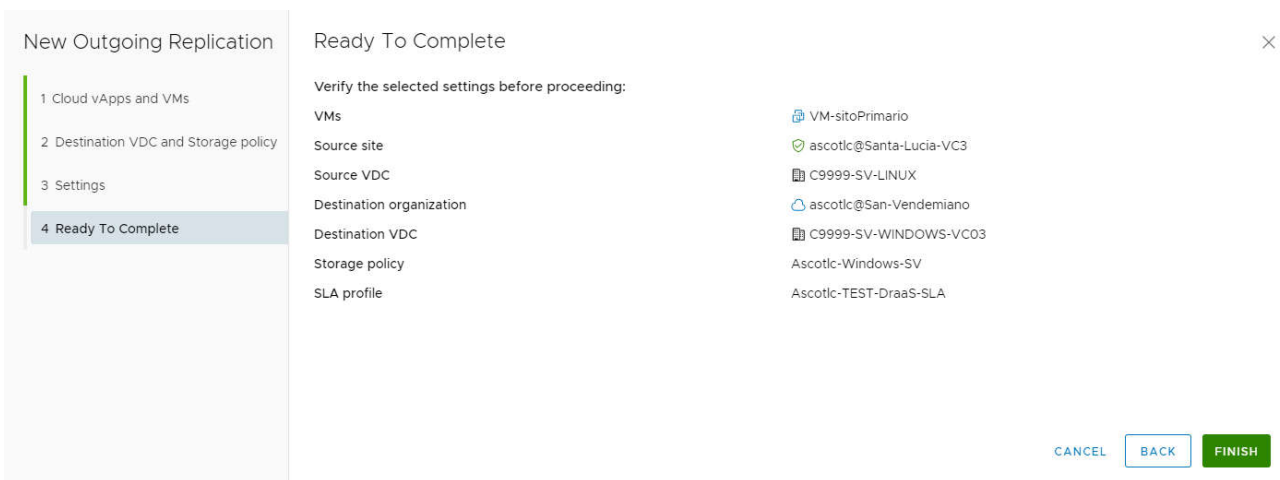 New Outgoing Replication
1 Cloud vApps and VMs
2 Destination VDC and Storage policy
3 Settings
4 Ready To Complete
Ready To Complete
Verify the selected settings before proceeding:
VMs VM-sitoPrimario
Source site ascotlc@Santa-Lucia-VC3
Source VDC C9999-SV-LINUX
Destination organization ascotlc@San-Vendemiano
Destination VDC C9999-SV-WINDOWS-VC03
Storage policy Ascotlc-Windows-SV
SLA profile Ascotlc-TEST-DraaS-SLA
CANCEL BACK FINISH